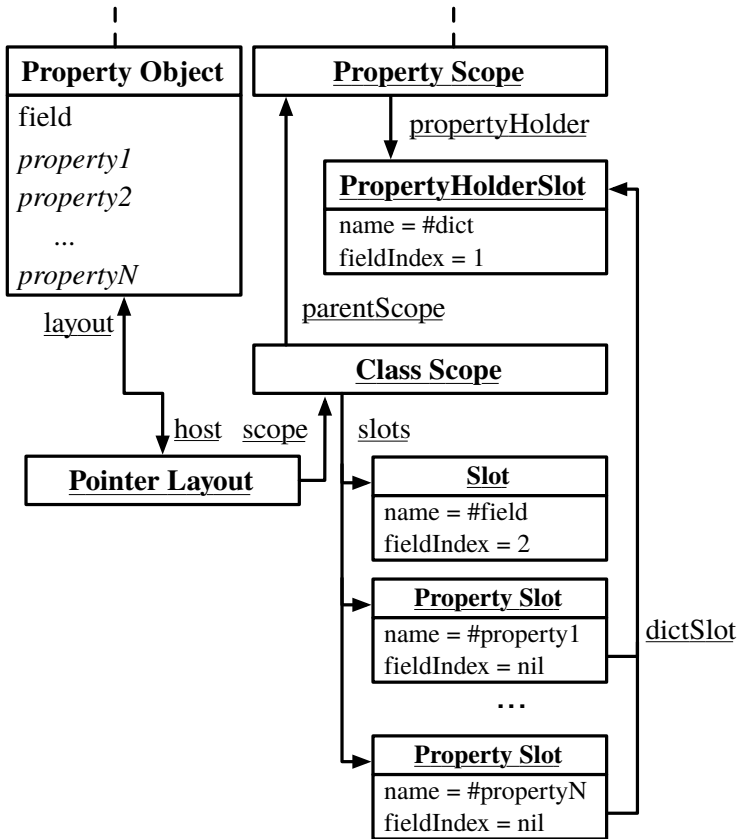 Property Object
field
property1
property2
...
propertyN
Property Scope
propertyHolder
PropertyHolderSlot
name = #dict
fieldIndex = 1
layout
parentScope
Class Scope
host
scope
slots
Pointer Layout
Slot
name = #field
fieldIndex = 2
Property Slot
name = #property1
fieldIndex = nil
dictSlot
...
Property Slot
name = #propertyN
fieldIndex = nil